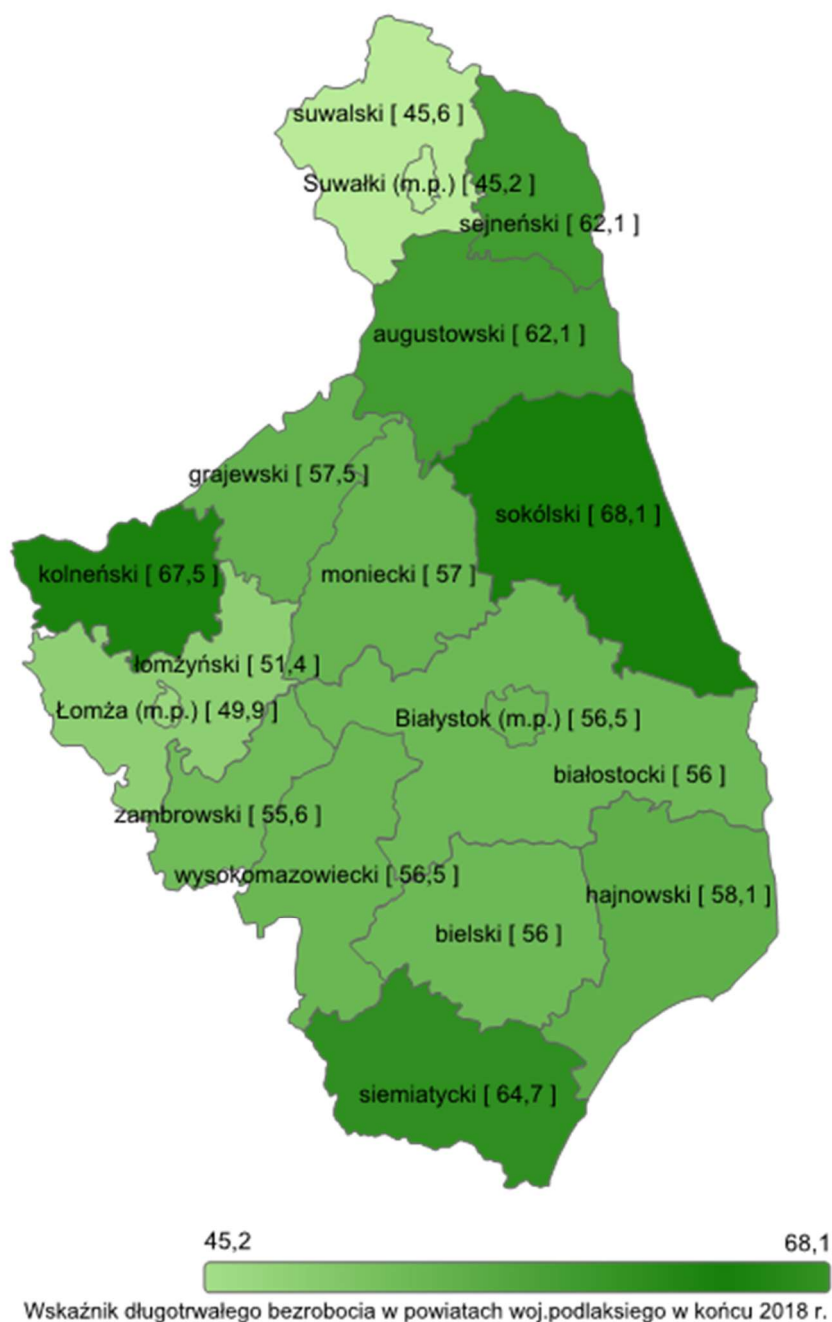 suwalski [ 45,6 ]
Suwałki (m.p.) [ 45,2 ]
sejneński [ 62,1 ]
augustowski [ 62,1 ]
grajewski [ 57,5 ]
sokólski [ 68,1 ]
kolneński [ 67,5 ]
moniecki [ 57 ]
łomżyński [ 51,4 ]
Łomża (m.p.) [ 49,9 ]
Białystok (m.p.) [ 56,5 ]
białostocki [ 56 ]
zambrowski [ 55,6 ]
wysokomazowiecki [ 56,5 ]
hajnowski [ 58,1 ]
bielski [ 56 ]
siemiatycki [ 64,7 ]
45,2 68,1
Wskaźnik długotrwałego bezrobocia w powiatach woj.podlaksiego w końcu 2018 r.